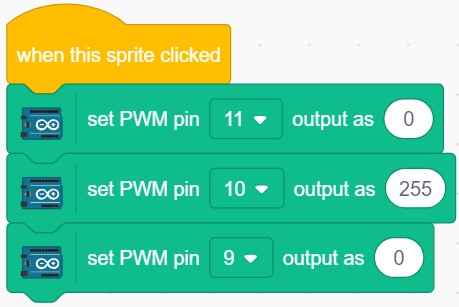 when this sprite clicked
set PWM pin 11 output as 0
set PWM pin 10 output as 255
set PWM pin 9 output as 0